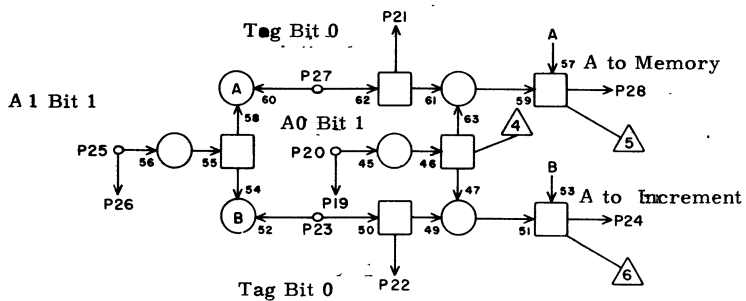 P21
Tag Bit 0
A
57 A to Memory
A P27
60 62 61 59 P28
A1 Bit 1
58 A0 Bit 1 63 4
5
P25 P20
56 55 45 46
B
54 47 53 A to Increment
P26 P19
B P24
52 P23 50 49 51
6
Tag Bit 0 P22